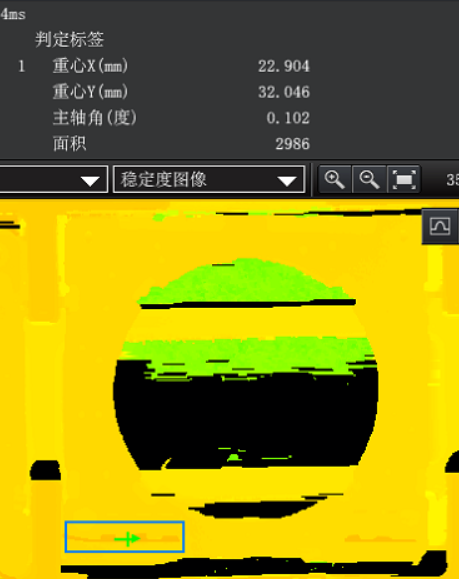 4ms
判定标签
1 重心X(mm) 22.904
重心Y(mm) 32.046
主轴角(度) 0.102
面积 2986
稳定度图像 35